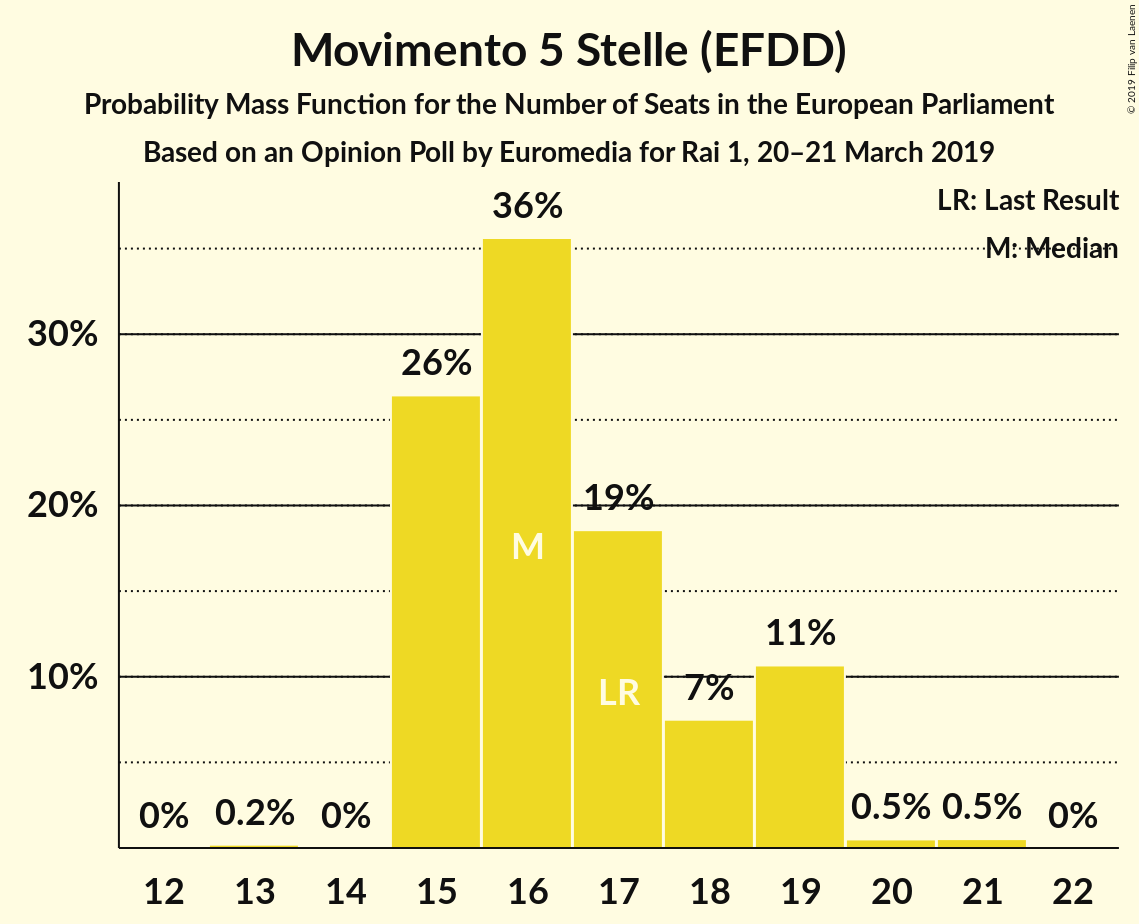 Movimento 5 Stelle (EFDD)
Probability Mass Function for the Number of Seats in the European Parliament
Based on an Opinion Poll by Euromedia for Rai 1, 20–21 March 2019
© 2019 Filip van Laenen
LR: Last Result
M: Median
30%
20%
10%
0%
0.2%
0%
26%
36%
19%
7%
11%
0.5%
0.5%
0%
M
LR
12 13 14 15 16 17 18 19 20 21 22